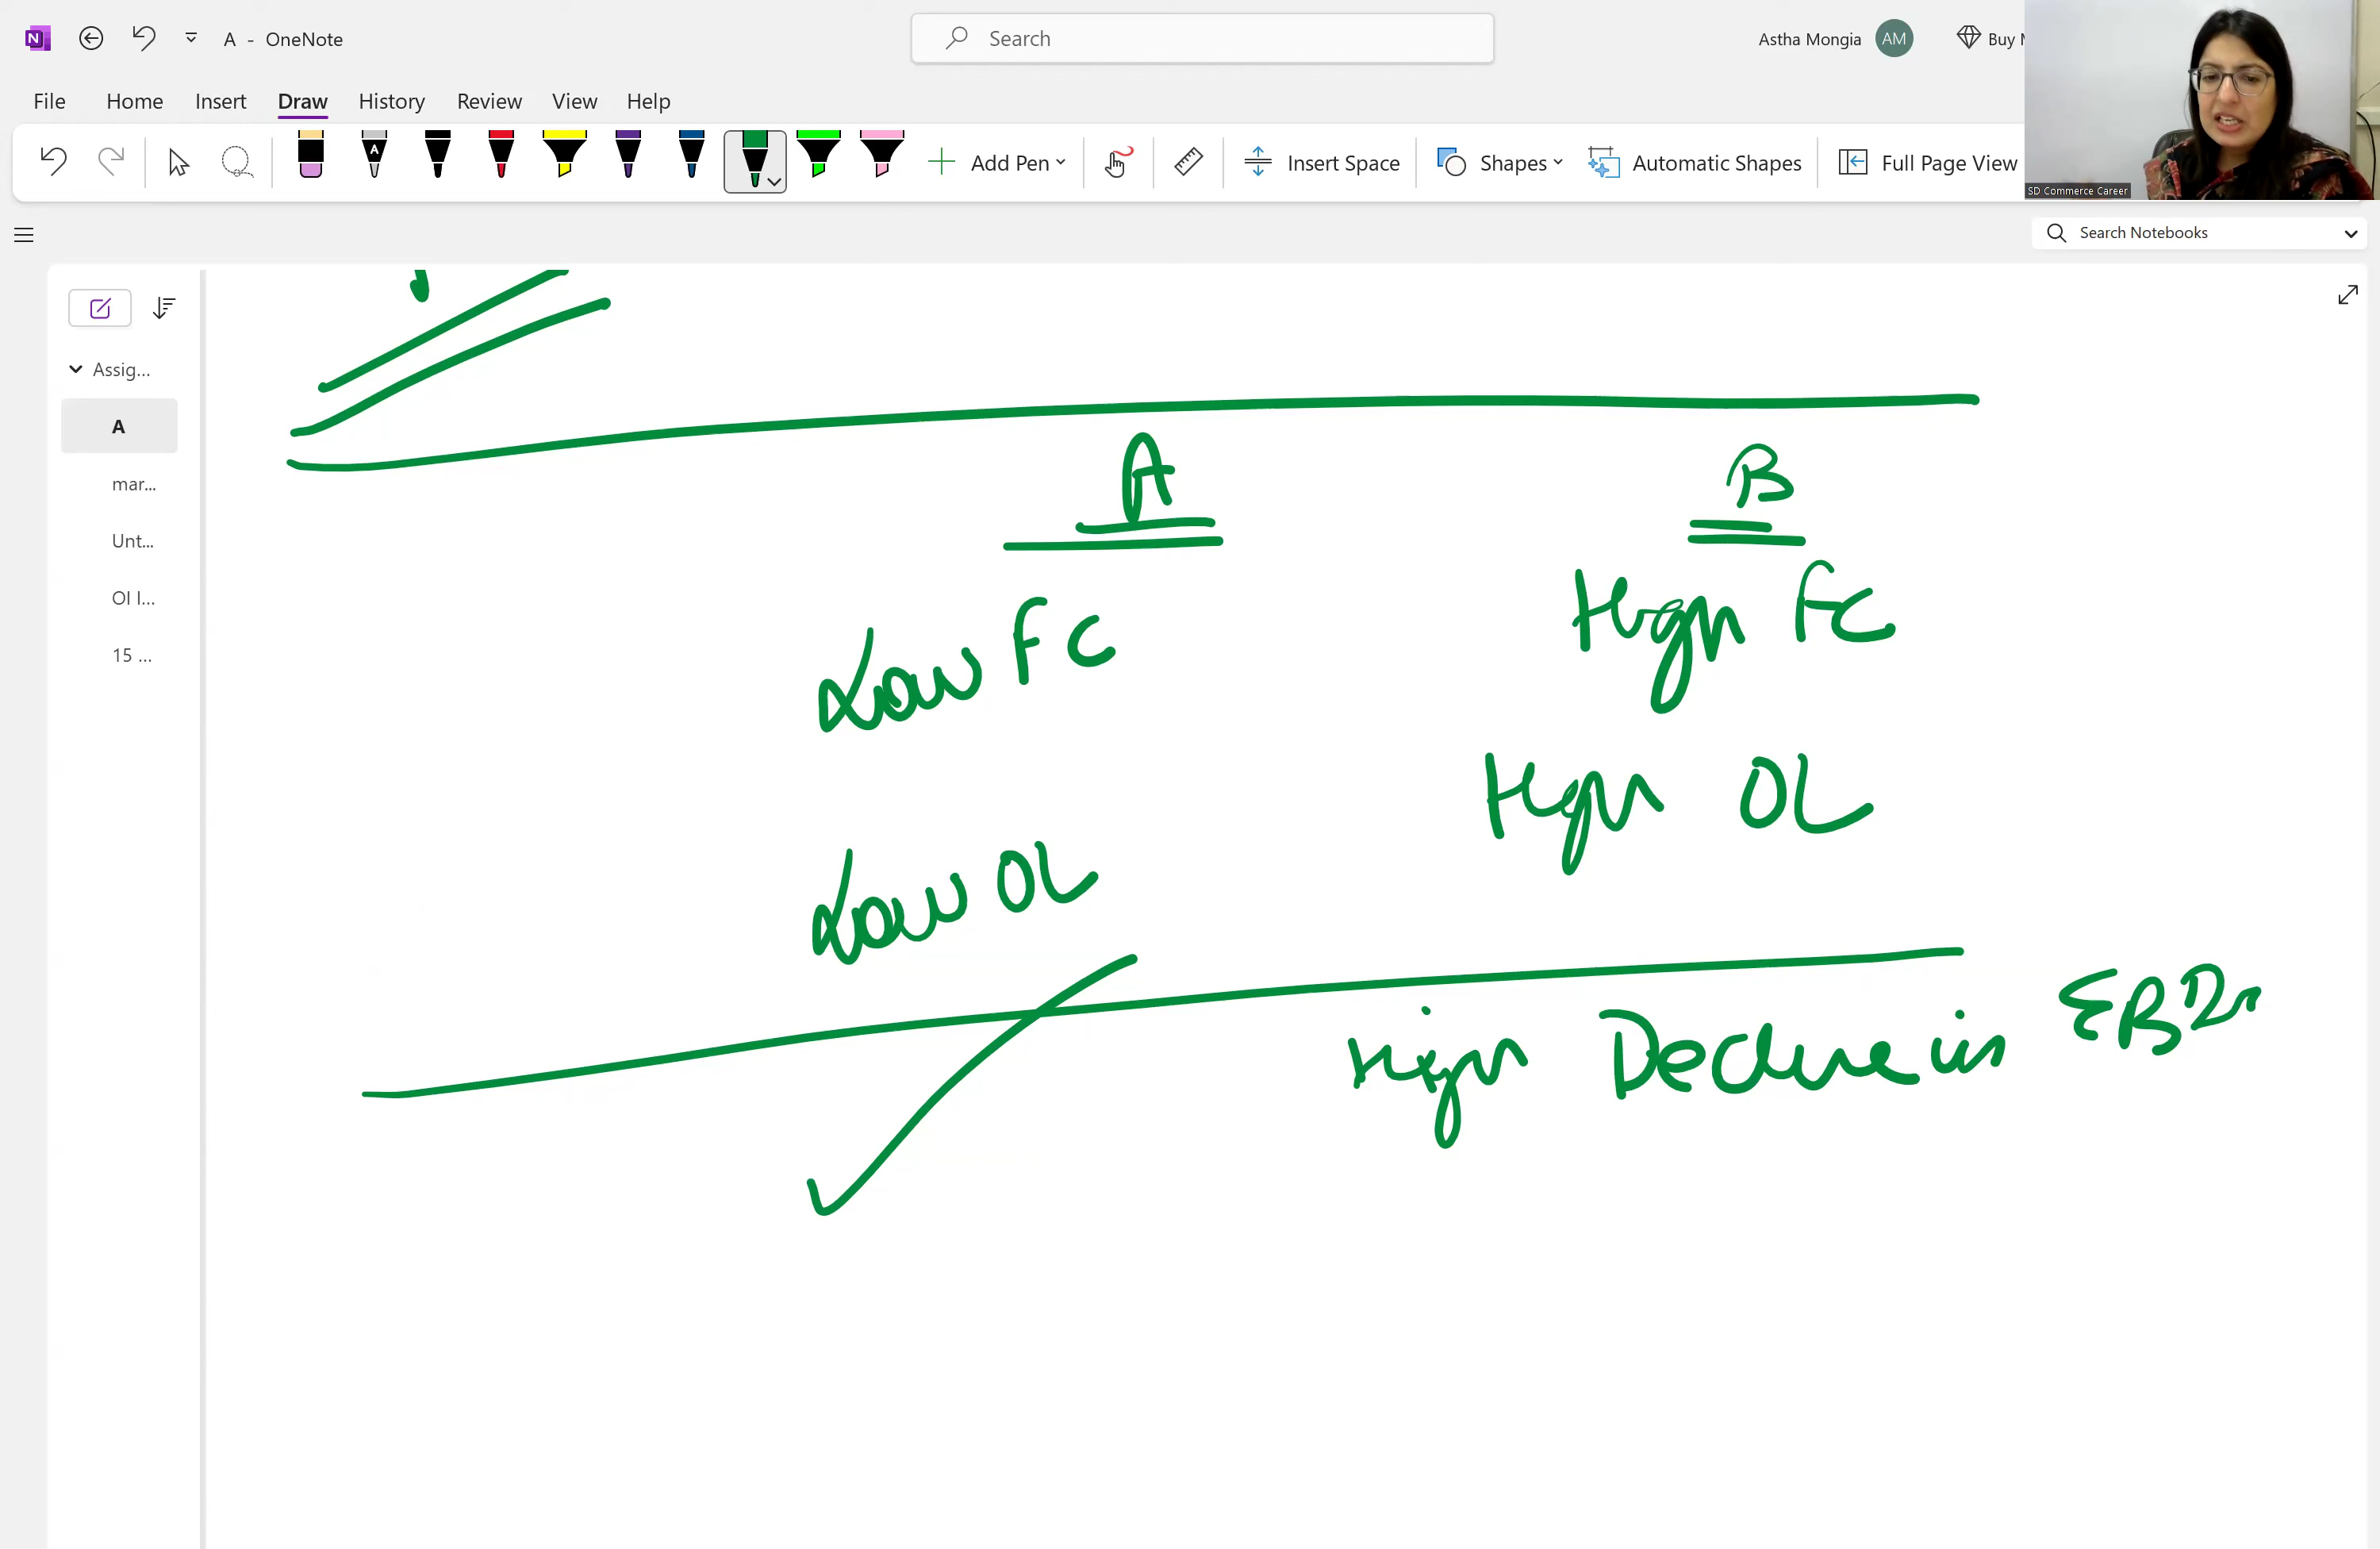 A - OneNote
Search
Astha Mongia AM
Buy
SD Commerce Career
File Home Insert Draw History Review View Help
Add Pen Insert Space Shapes Automatic Shapes Full Page View
Search Notebooks
Assig...
A
mar...
Unt...
OI I...
15 ...
A B
Low FC High FC
Low OL High OL
High Decline in